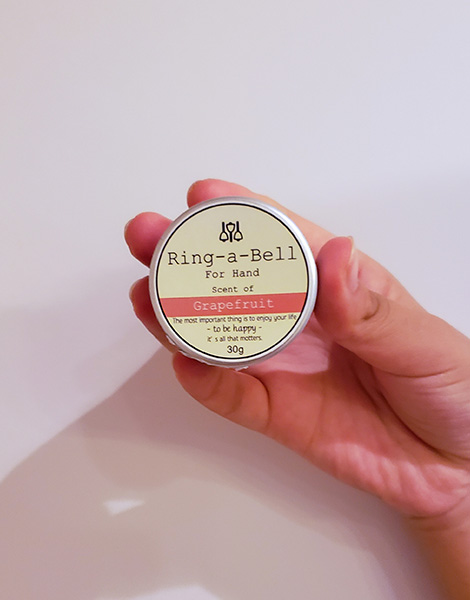 Ring-a-Bell
For Hand
Scent of
Grapefruit
The most important thing is to enjoy your life
- to be happy -
it's all that matters.
30g